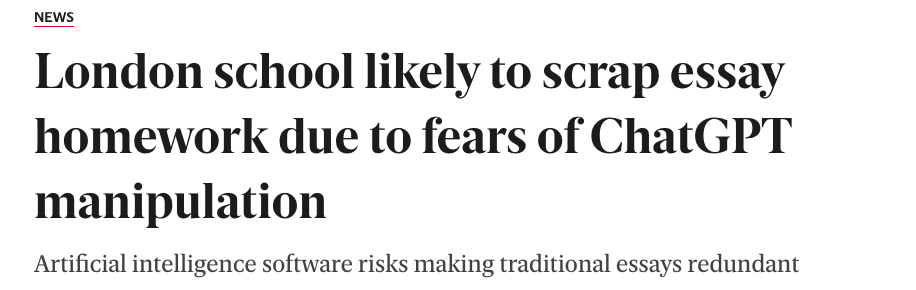 NEWS
London school likely to scrap essay
homework due to fears of ChatGPT
manipulation
Artificial intelligence software risks making traditional essays redundant